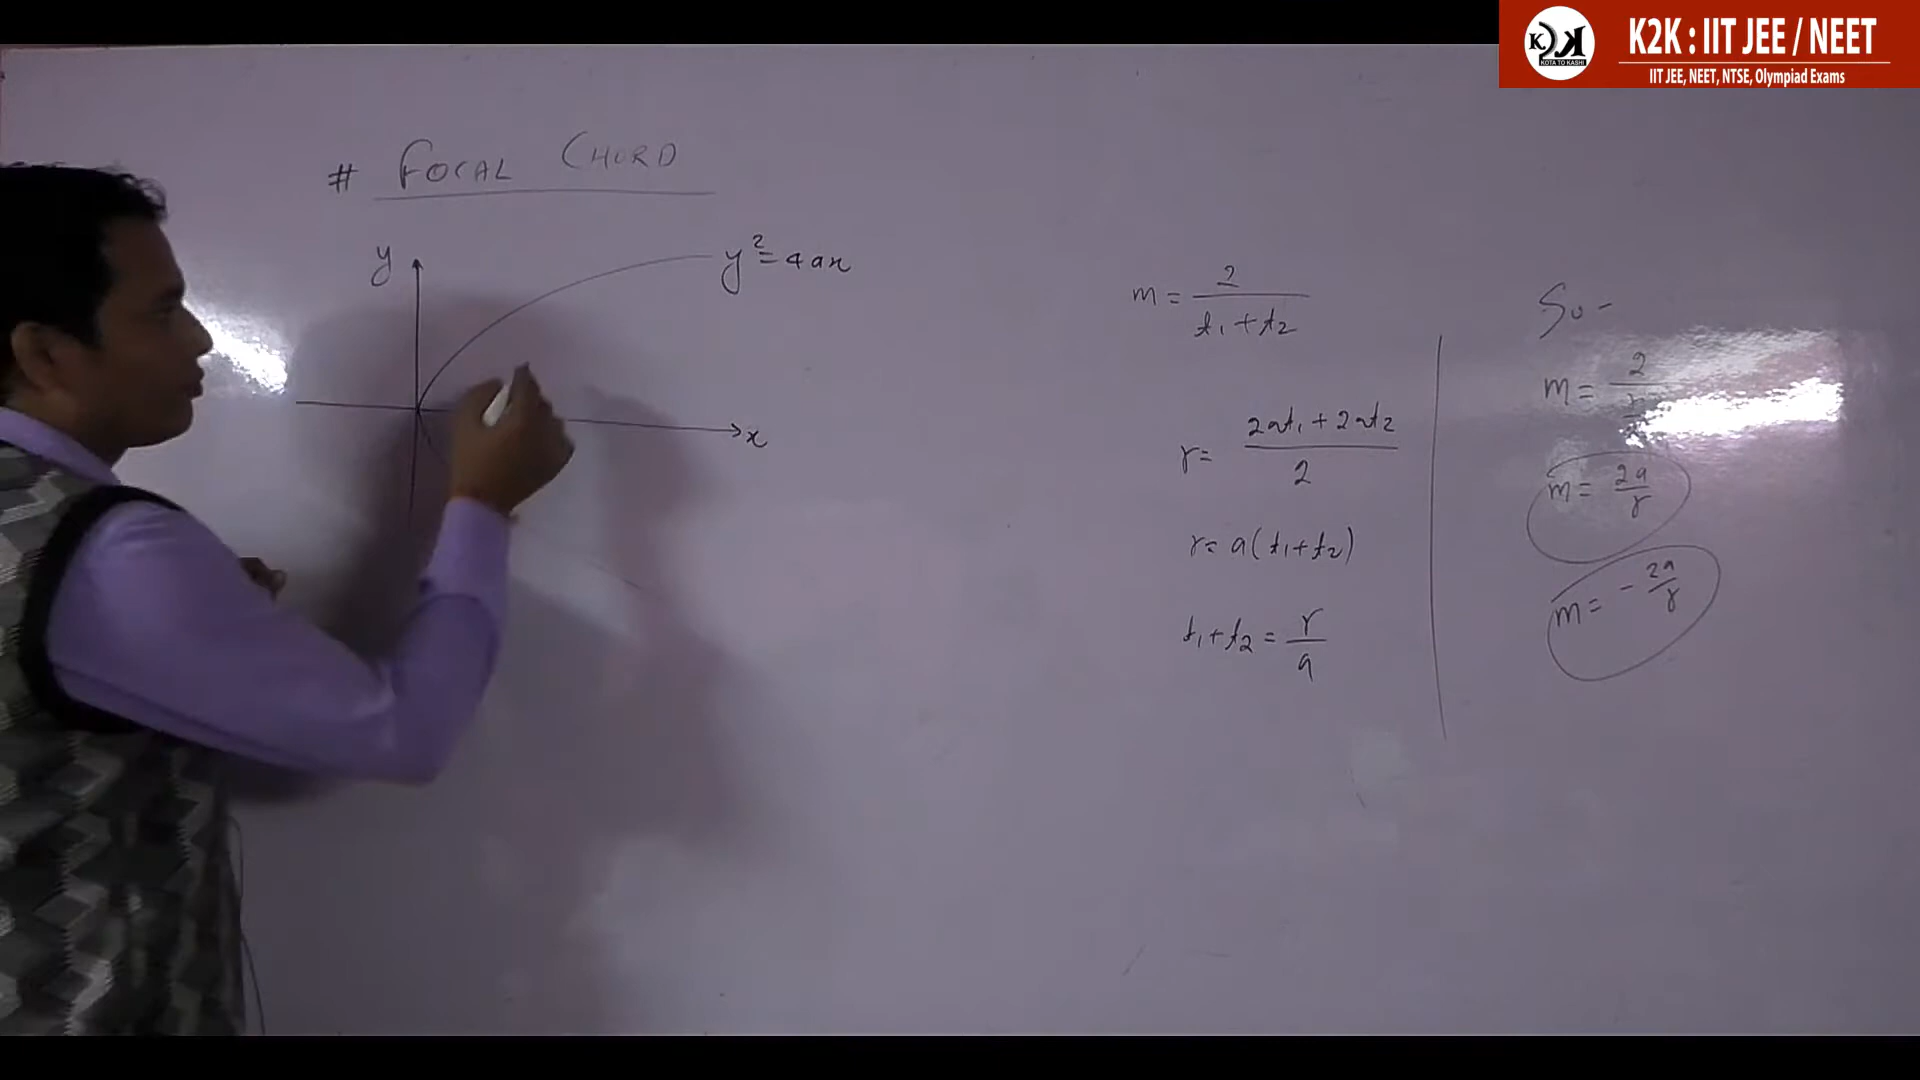 K2K : IIT JEE / NEET
IIT JEE, NEET, NTSE, Olympiad Exams
KOTA TO KASHI
# FOCAL CHORD
y
y² = 4ax
x
m = 2 / (t₁ + t₂)
r = (2at₁ + 2at₂) / 2
r = a(t₁ + t₂)
t₁ + t₂ = r / a
So -
m = 2 /
m = 2a / r
m = - 2a / r